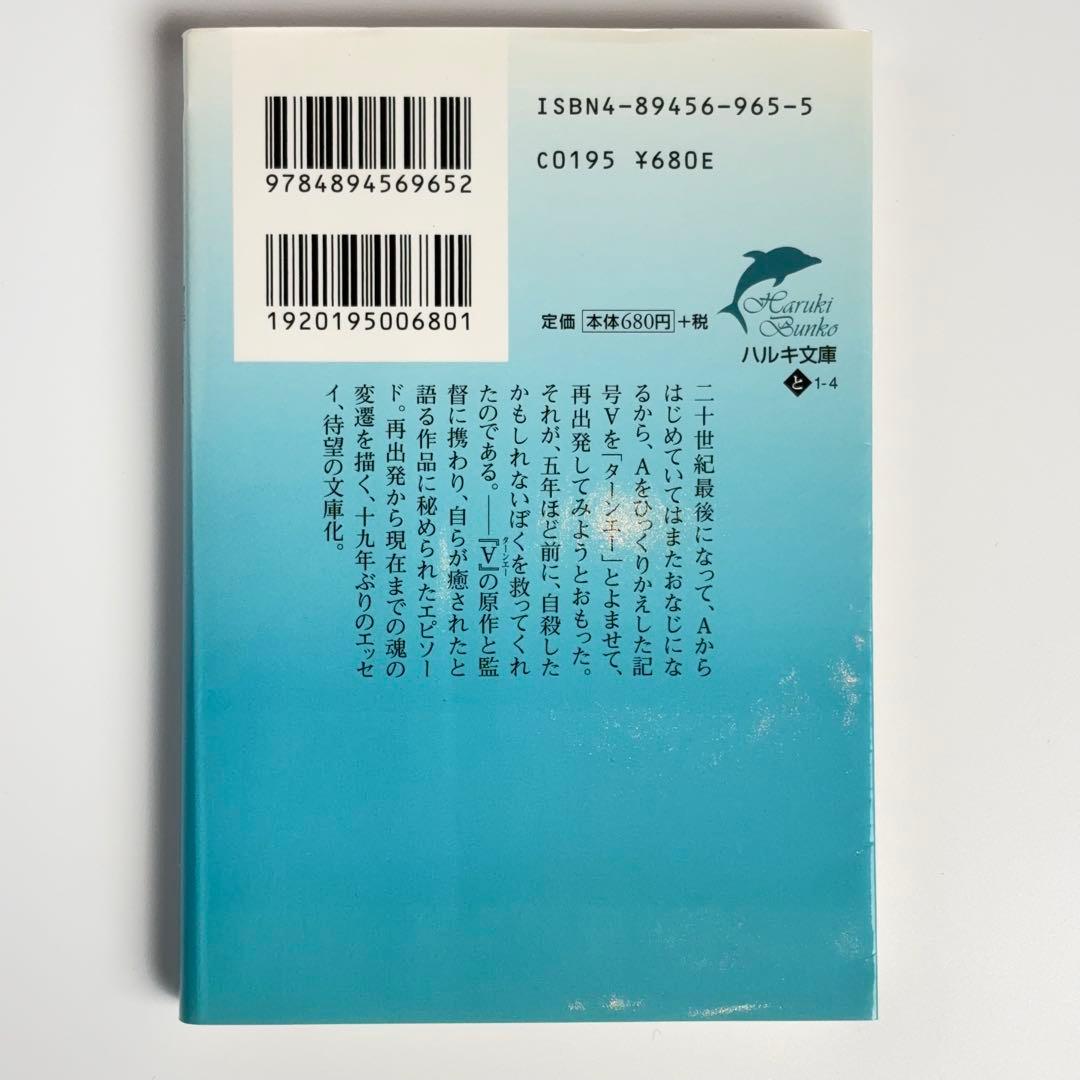 ISBN4-89456-965-5
C0195 ¥680E
9784894569652
1920195006801
定価 本体680円 +税
Haruki
Bunko
ハルキ文庫
と 1-4
二十世紀最後になって、Aから
はじめていてはまたおなじにな
るから、Aをひっくりかえした記
号∀を「ターンエー」とよませて、
再出発してみようとおもった。
それが、五年ほど前に、自殺した
かもしれないぼくを救ってくれ
たのである。――『∀』の原作と監
ターンエー
督に携わり、自らが癒されたと
語る作品に秘められたエピソー
ド。再出発から現在までの魂の
変遷を描く、十九年ぶりのエッセ
イ、待望の文庫化。